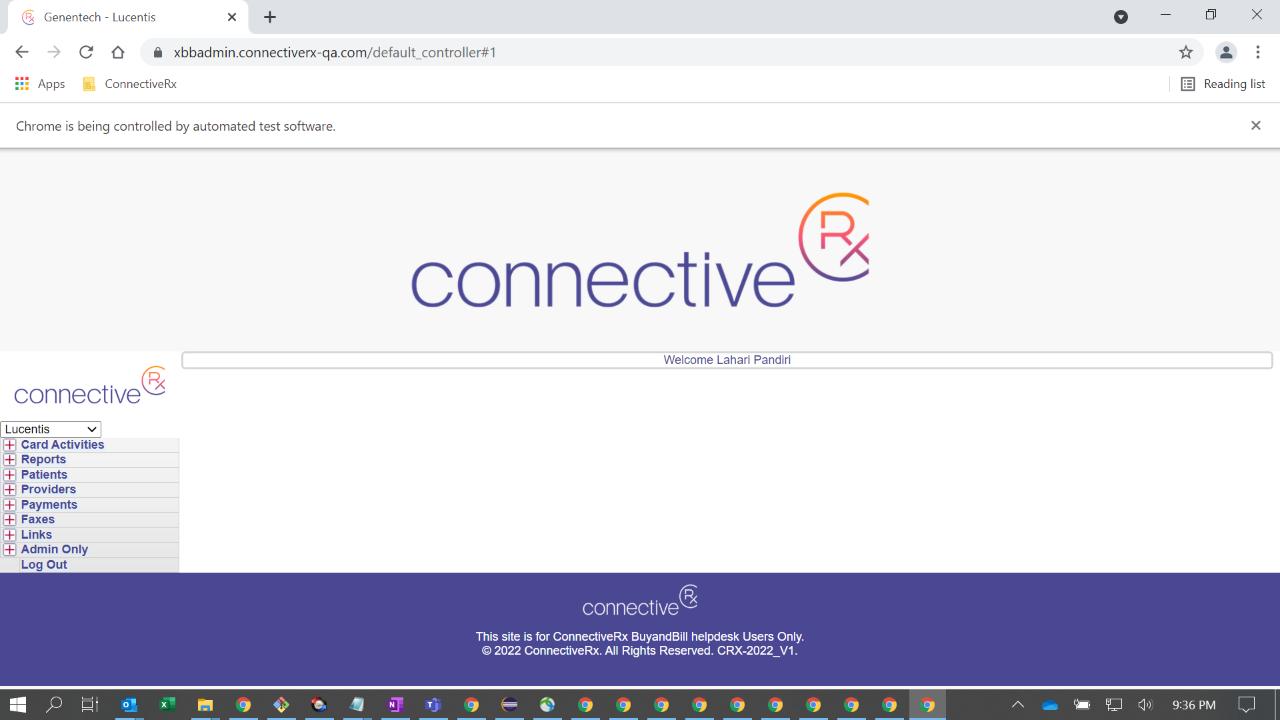 Genentech - Lucentis
xbbadmin.connectiverx-qa.com/default_controller#1
Apps
ConnectiveRx
Reading list
Chrome is being controlled by automated test software.
connective Rx
Welcome Lahari Pandiri
connective Rx
Lucentis
Card Activities
Reports
Patients
Providers
Payments
Faxes
Links
Admin Only
Log Out
connective Rx
This site is for ConnectiveRx BuyandBill helpdesk Users Only.
© 2022 ConnectiveRx. All Rights Reserved. CRX-2022_V1.
9:36 PM